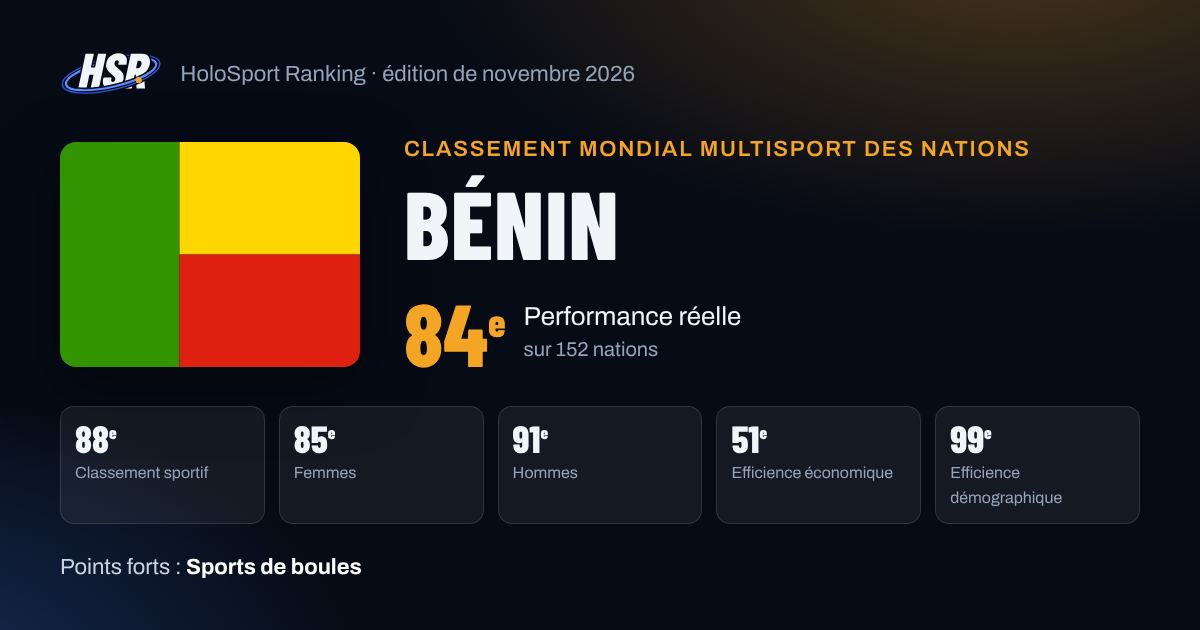 HSR
HoloSport Ranking · édition de novembre 2026
CLASSEMENT MONDIAL MULTISPORT DES NATIONS
BÉNIN
84e
Performance réelle
sur 152 nations
88e
Classement sportif
85e
Femmes
91e
Hommes
51e
Efficience économique
99e
Efficience
démographique
Points forts : Sports de boules